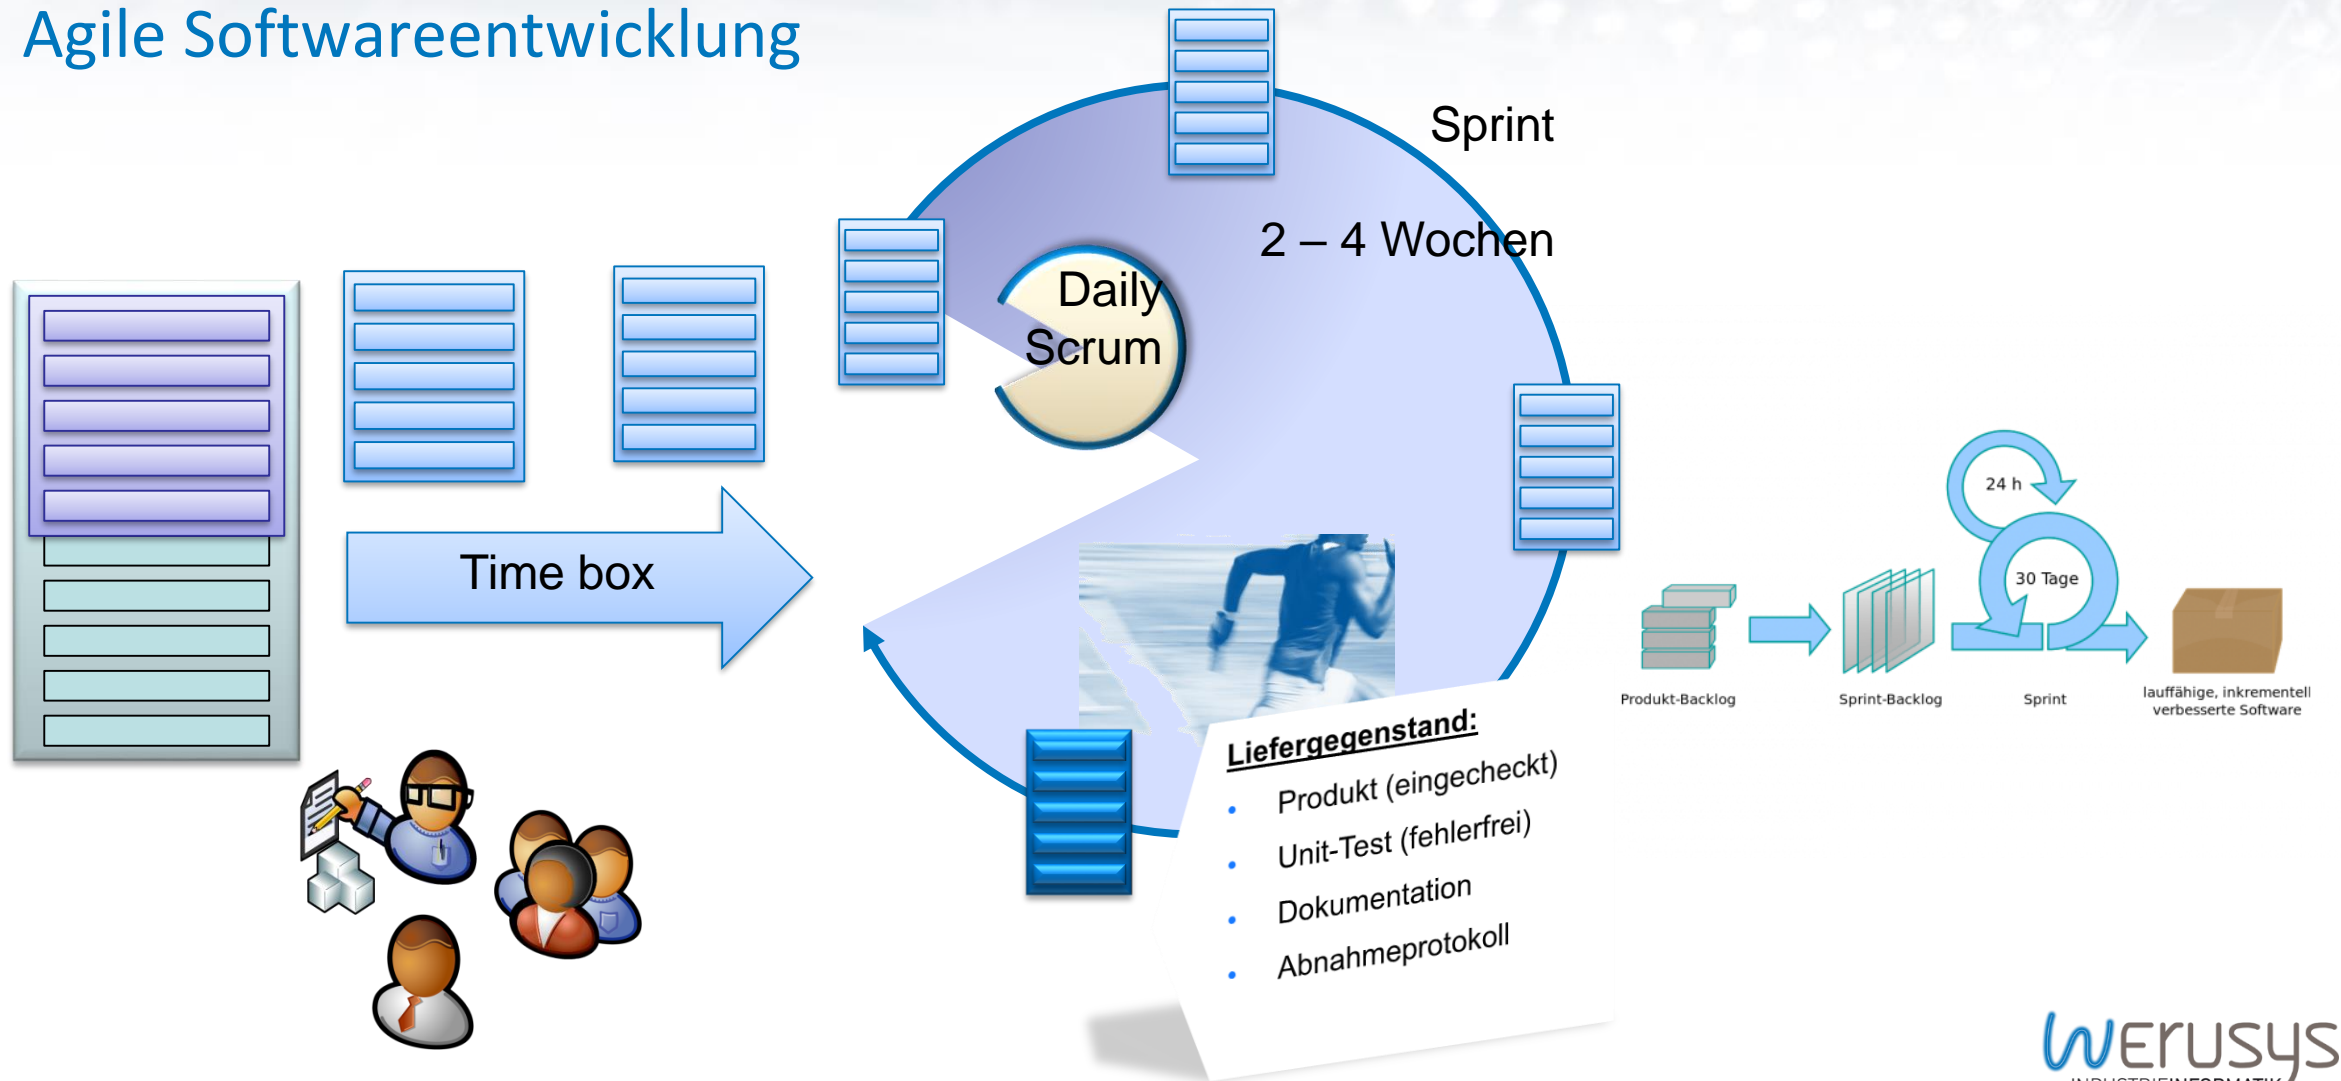 Agile Softwareentwicklung
Sprint
2 – 4 Wochen
Daily
Scrum
Time box
24 h
30 Tage
Produkt-Backlog
Sprint-Backlog
Sprint
lauffähige, inkrementell
verbesserte Software
Liefergegenstand:
• Produkt (eingecheckt)
• Unit-Test (fehlerfrei)
• Dokumentation
• Abnahmeprotokoll
werusys
INDUSTRIEINFORMATIK